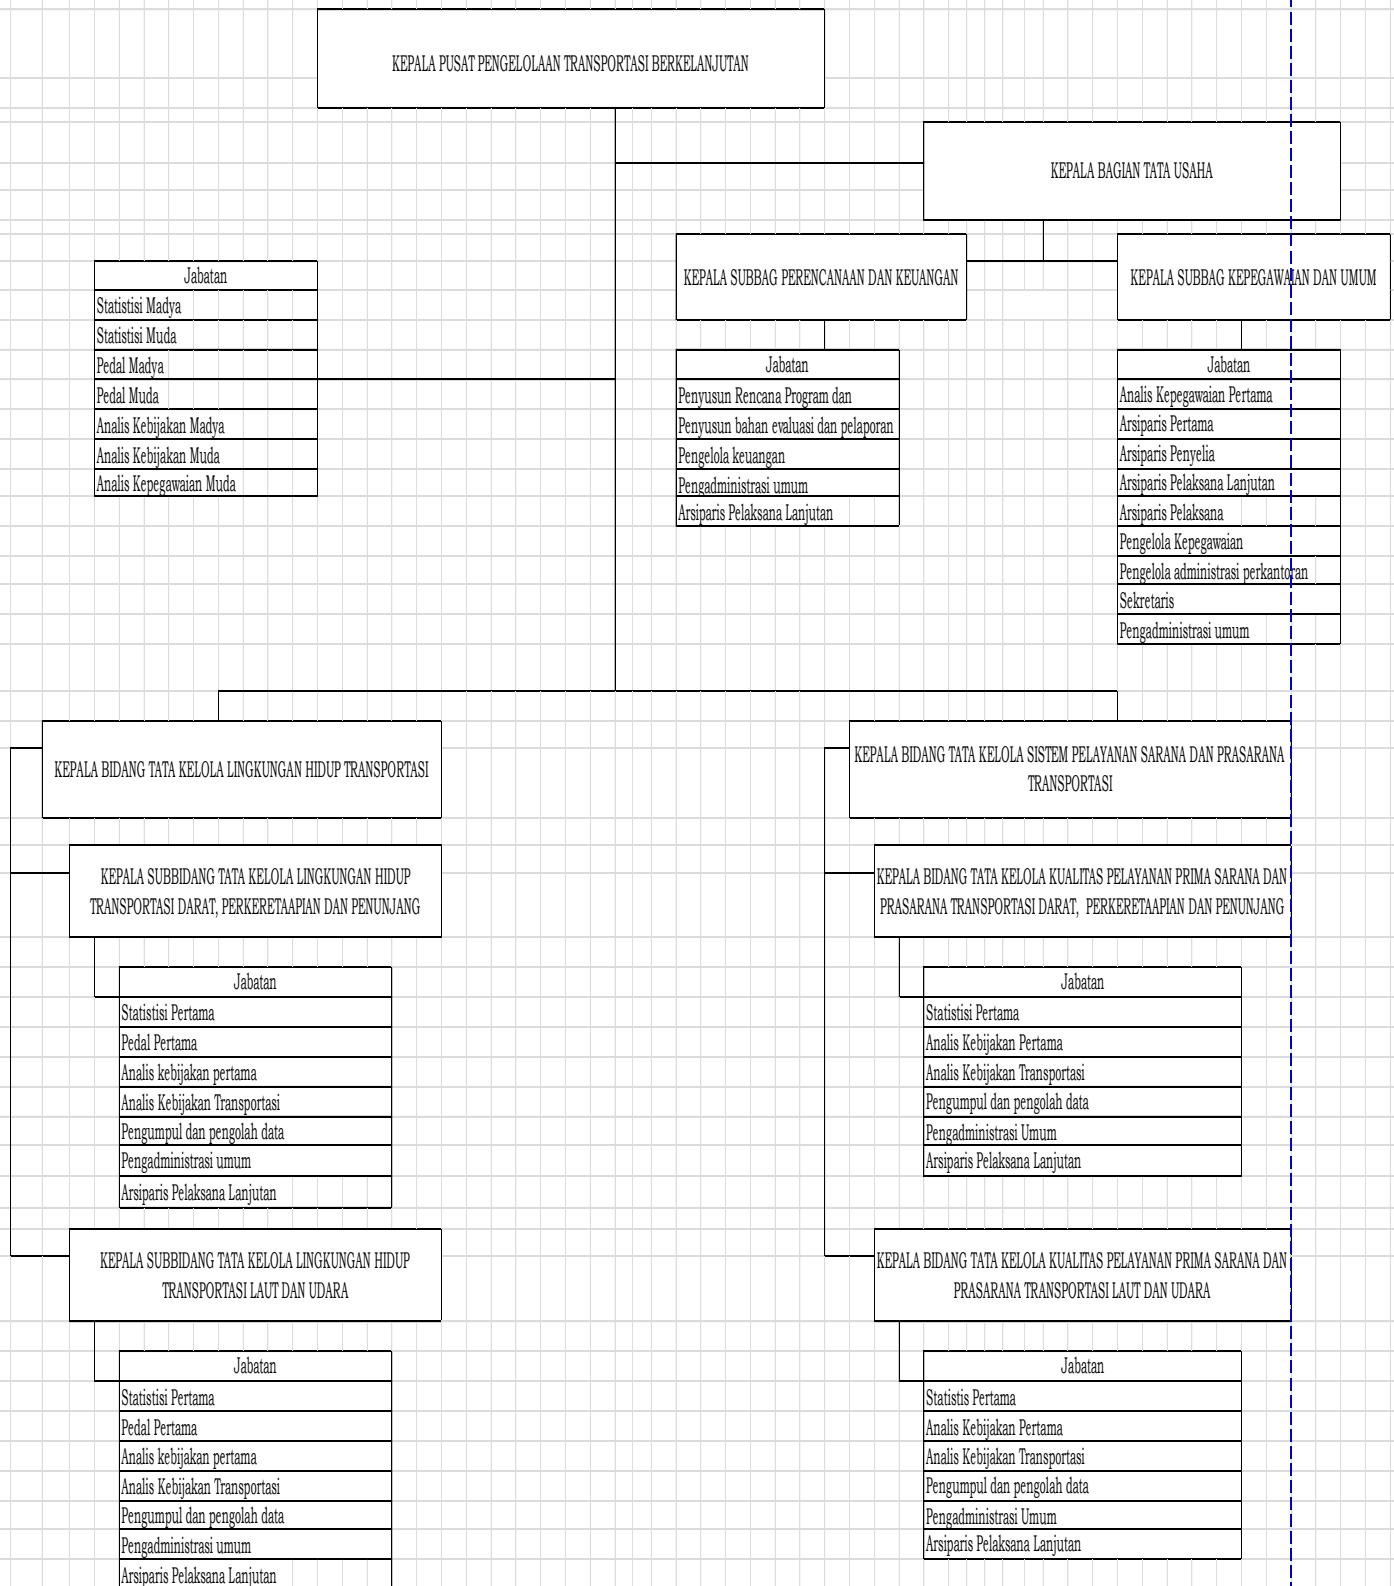 KEPALA PUSAT PENGELOLAAN TRANSPORTASI BERKELANJUTAN
KEPALA BAGIAN TATA USAHA
KEPALA SUBBAG PERENCANAAN DAN KEUANGAN
KEPALA SUBBAG KEPEGAWAIAN DAN UMUM
Jabatan
Statistisi Madya
Statistisi Muda
Pedal Madya
Pedal Muda
Analis Kebijakan Madya
Analis Kebijakan Muda
Analis Kepegawaian Muda
Jabatan
Penyusun Rencana Program dan
Penyusun bahan evaluasi dan pelaporan
Pengelola keuangan
Pengadministrasi umum
Arsiparis Pelaksana Lanjutan
Jabatan
Analis Kepegawaian Pertama
Arsiparis Pertama
Arsiparis Penyelia
Arsiparis Pelaksana Lanjutan
Arsiparis Pelaksana
Pengelola Kepegawaian
Pengelola administrasi perkantoran
Sekretaris
Pengadministrasi umum
KEPALA BIDANG TATA KELOLA LINGKUNGAN HIDUP TRANSPORTASI
KEPALA SUBBIDANG TATA KELOLA LINGKUNGAN HIDUP
TRANSPORTASI DARAT, PERKERETAAPIAN DAN PENUNJANG
Jabatan
Statistisi Pertama
Pedal Pertama
Analis kebijakan pertama
Analis Kebijakan Transportasi
Pengumpul dan pengolah data
Pengadministrasi umum
Arsiparis Pelaksana Lanjutan
KEPALA SUBBIDANG TATA KELOLA LINGKUNGAN HIDUP
TRANSPORTASI LAUT DAN UDARA
Jabatan
Statistisi Pertama
Pedal Pertama
Analis kebijakan pertama
Analis Kebijakan Transportasi
Pengumpul dan pengolah data
Pengadministrasi umum
Arsiparis Pelaksana Lanjutan
KEPALA BIDANG TATA KELOLA SISTEM PELAYANAN SARANA DAN PRASARANA
TRANSPORTASI
KEPALA BIDANG TATA KELOLA KUALITAS PELAYANAN PRIMA SARANA DAN
PRASARANA TRANSPORTASI DARAT, PERKERETAAPIAN DAN PENUNJANG
Jabatan
Statistisi Pertama
Analis Kebijakan Pertama
Analis Kebijakan Transportasi
Pengumpul dan pengolah data
Pengadministrasi Umum
Arsiparis Pelaksana Lanjutan
KEPALA BIDANG TATA KELOLA KUALITAS PELAYANAN PRIMA SARANA DAN
PRASARANA TRANSPORTASI LAUT DAN UDARA
Jabatan
Statistis Pertama
Analis Kebijakan Pertama
Analis Kebijakan Transportasi
Pengumpul dan pengolah data
Pengadministrasi Umum
Arsiparis Pelaksana Lanjutan